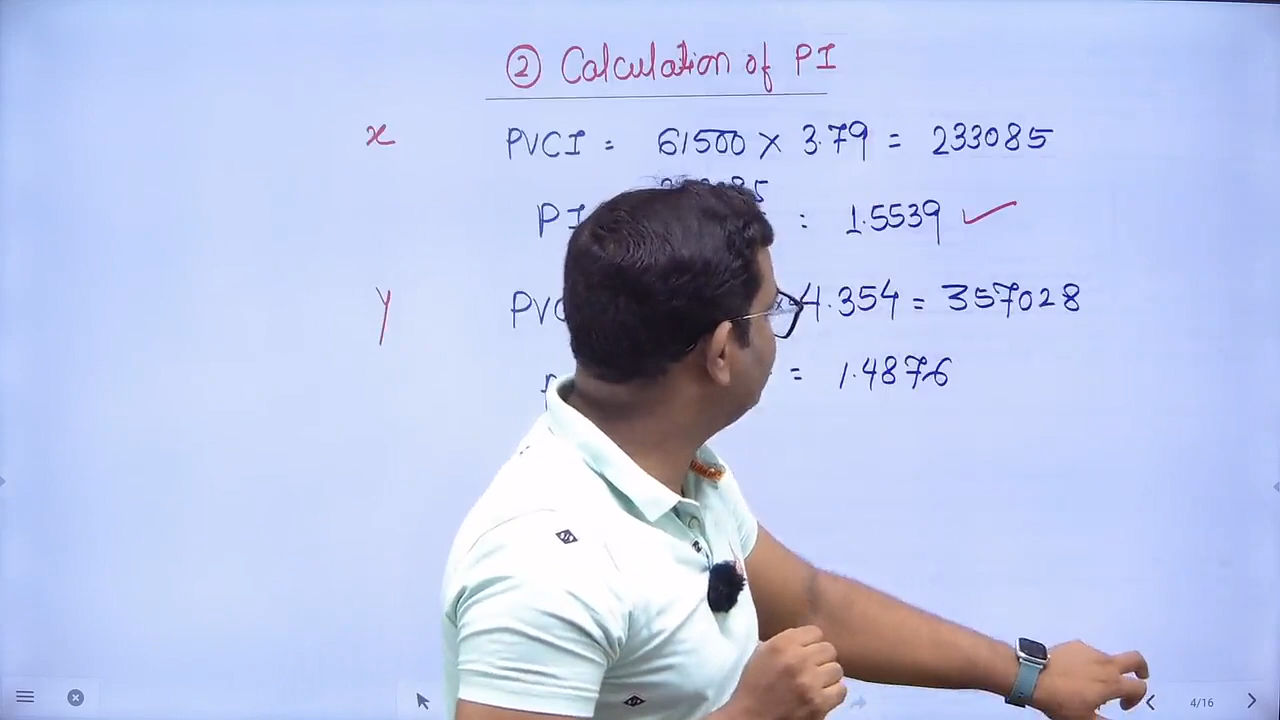 ② Calculation of PI
x PVCI = 61500 × 3.79 = 233085
PI : 1.5539 ✓
y PVC × 4.354 = 357028
= 1.4876
4/16